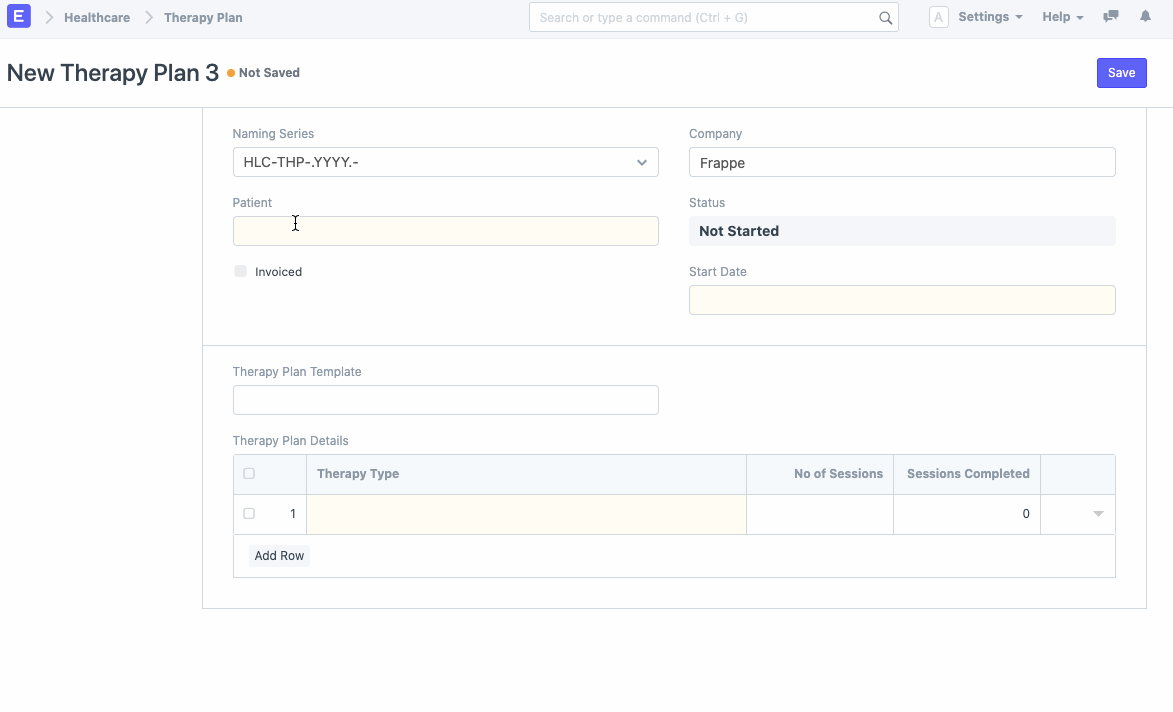 E Healthcare Therapy Plan Search or type a command (Ctrl + G) A Settings Help
New Therapy Plan 3 Not Saved Save
Naming Series Company
HLC-THP-.YYYY.- Frappe
Patient Status
Not Started
Invoiced Start Date
Therapy Plan Template
Therapy Plan Details
Therapy Type No of Sessions Sessions Completed
1 0
Add Row